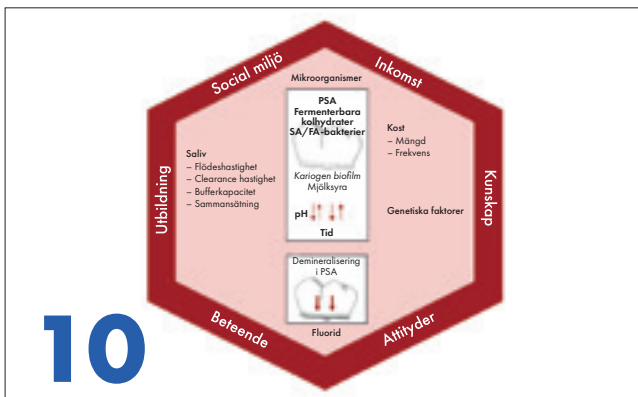 Social miljö
Inkomst
Mikroorganismer
PSA
Fermenterbara
kolhydrater
SA/FA-bakterier
Kost
– Mängd
– Frekvens
Saliv
– Flödeshastighet
– Clearance hastighet
– Bufferkapacitet
– Sammansätning
Utbildning
Kunskap
Kariogen biofilm
Mjölksyra
pH
Tid
Genetiska faktorer
Demineralisering
i PSA
Fluorid
Beteende
Attityder
10